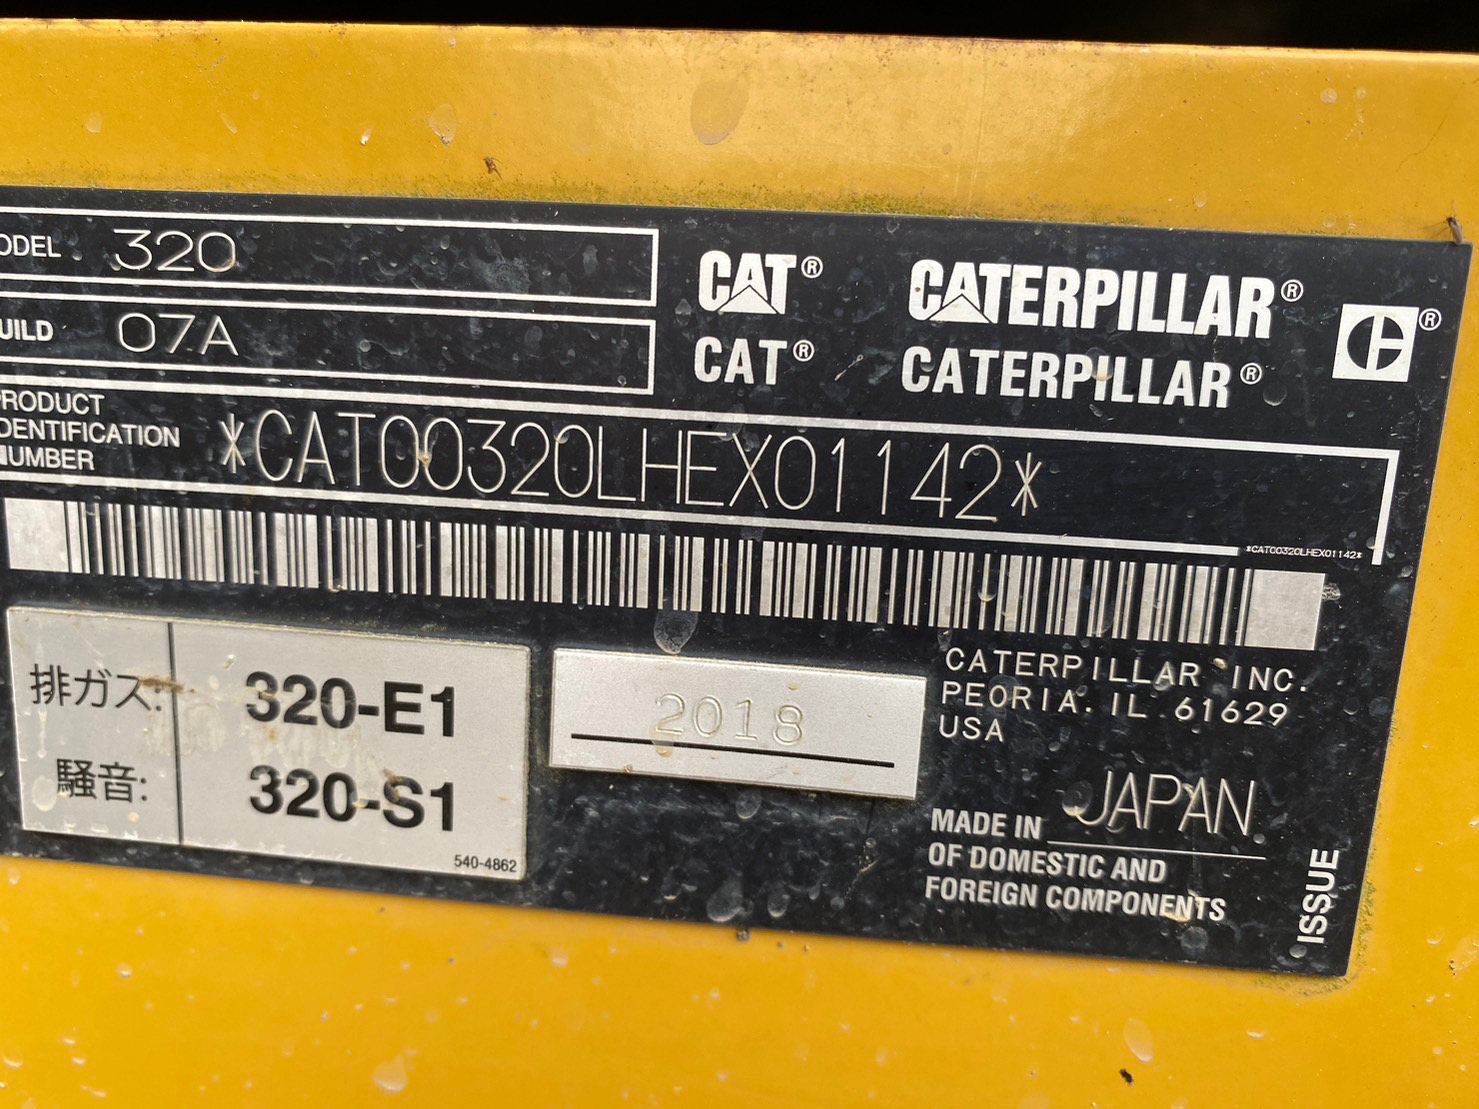 ODEL 320
UILD 07A
CAT® CATERPILLAR®
CAT® CATERPILLAR®
PRODUCT
IDENTIFICATION
NUMBER
*CAT00320LHEX01142*
*CAT00320LHEX01142*
排ガス: 320-E1
騒音: 320-S1
540-4862
2018
CATERPILLAR INC.
PEORIA. IL 61629
USA
MADE IN JAPAN
OF DOMESTIC AND
FOREIGN COMPONENTS
ISSUE